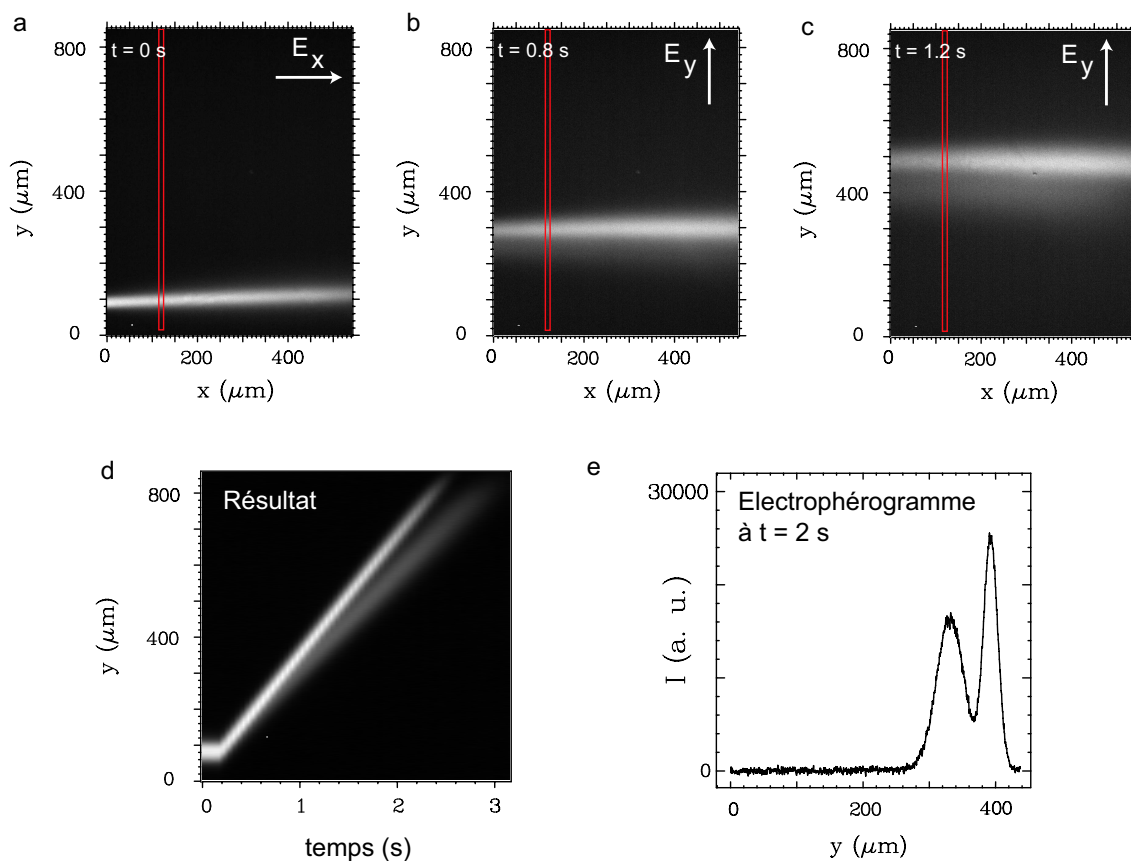 a
t = 0 s
E x
800
400
0
y (μm)
0 200 400
x (μm)
b
t = 0.8 s
E y
800
400
0
y (μm)
0 200 400
x (μm)
c
t = 1.2 s
E y
800
400
0
y (μm)
0 200 400
x (μm)
d
Résultat
800
400
0
y (μm)
0 1 2 3
temps (s)
e
Electrophérogramme
à t = 2 s
30000
0
I (a. u.)
0 200 400
y (μm)